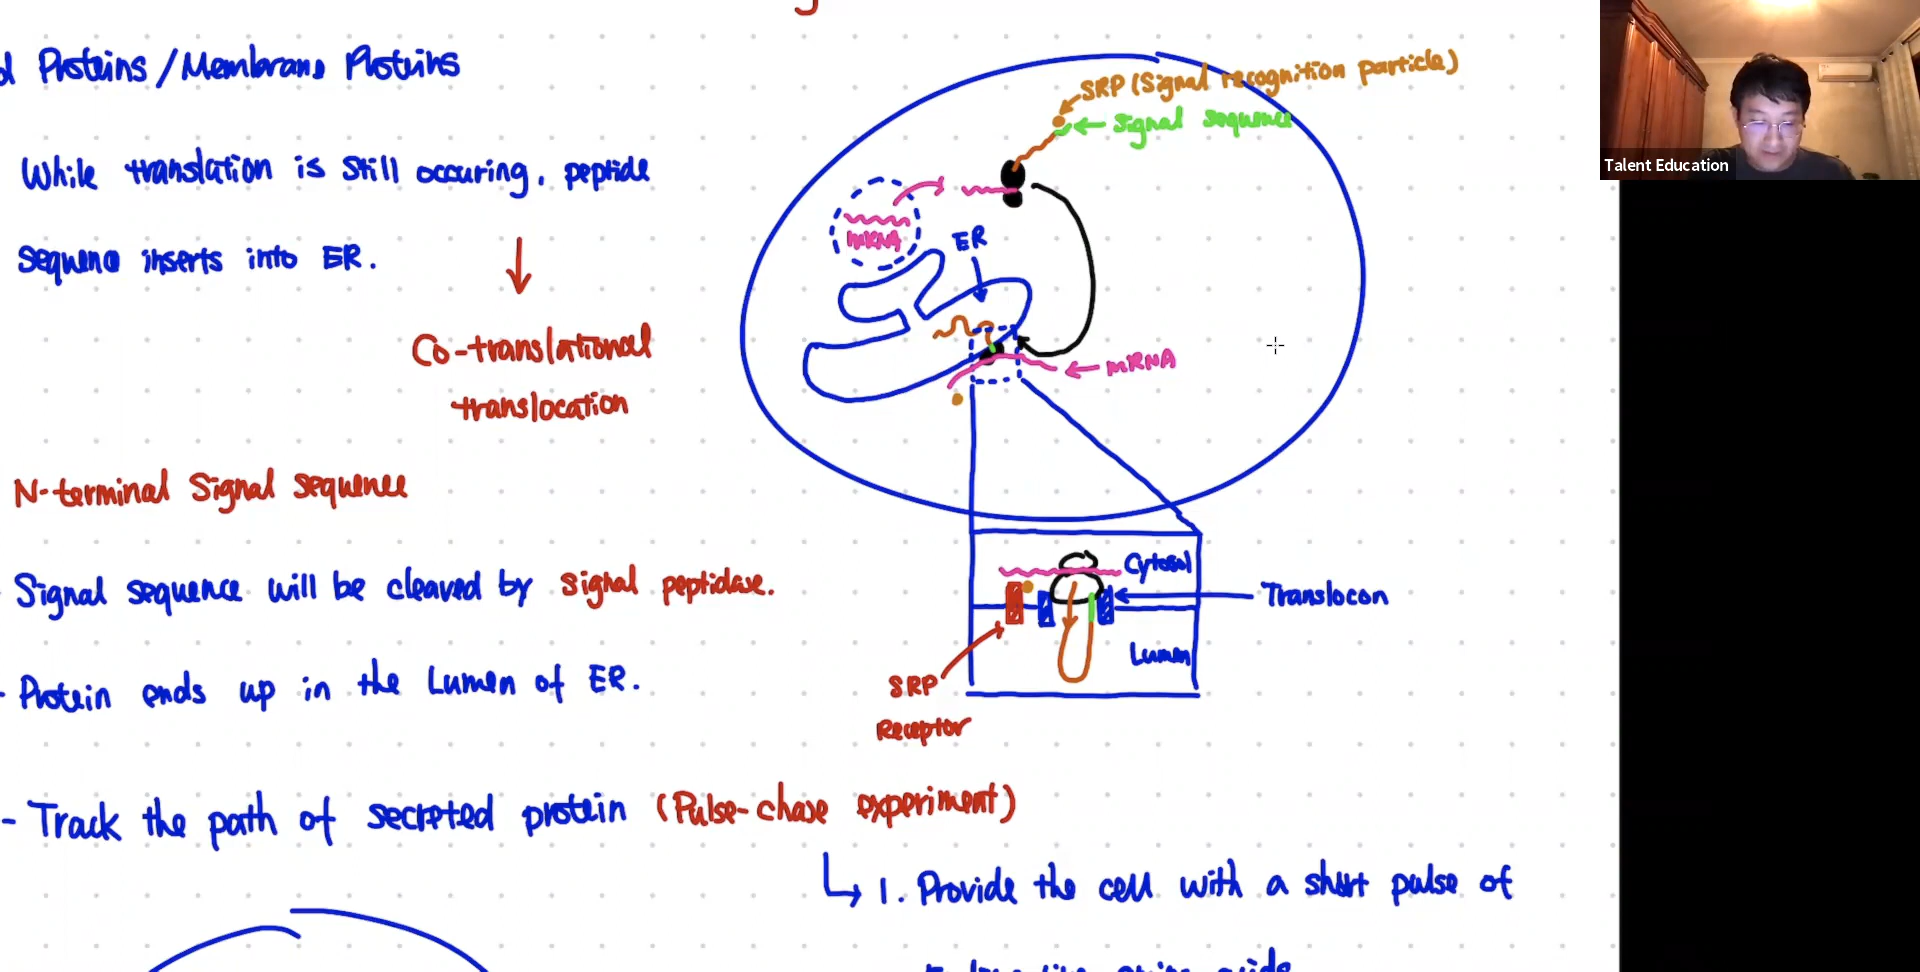 Proteins / Membrane Proteins
While translation is still occuring, peptide
sequence inserts into ER.
Co-translational
translocation
N-terminal Signal sequence
Signal sequence will be cleaved by signal peptidase.
- Protein ends up in the Lumen of ER.
- Track the path of secreted protein (Pulse-chase experiment)
1. Provide the cell with a short pulse of
SRP (Signal recognition particle)
Signal sequence
mRNA
ER
mRNA
Cytosol
Translocon
Lumen
SRP
Receptor
Talent Education